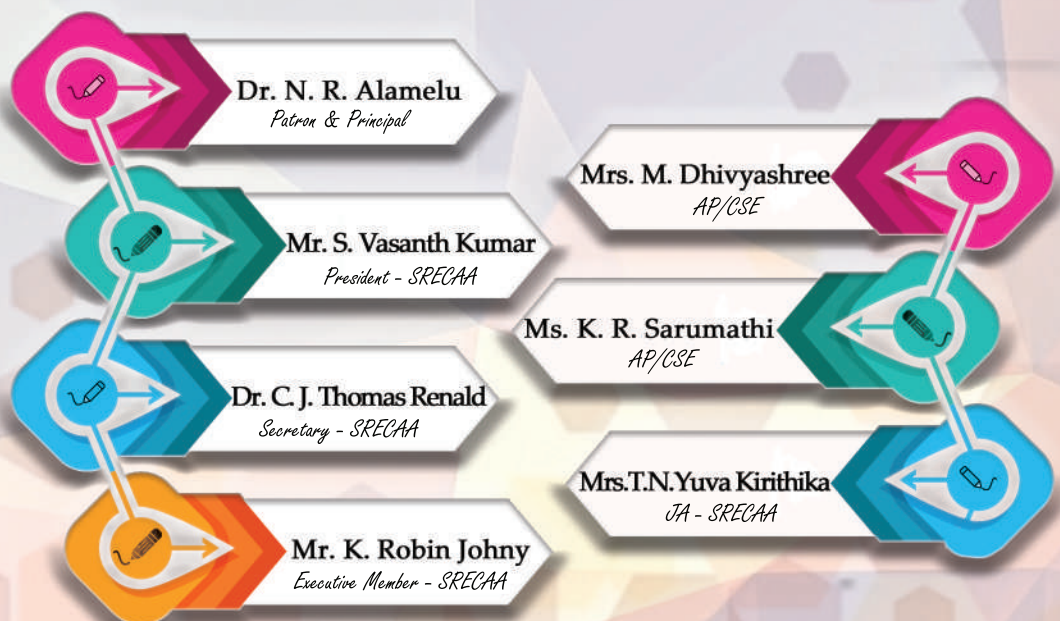 Dr. N. R. Alamelu
Patron & Principal
Mr. S. Vasanth Kumar
President - SRECAA
Dr. C. J. Thomas Renald
Secretary - SRECAA
Mr. K. Robin Johny
Executive Member - SRECAA
Mrs. M. Dhivyashree
AP/CSE
Ms. K. R. Sarumathi
AP/CSE
Mrs.T.N.Yuva Kirithika
JA - SRECAA